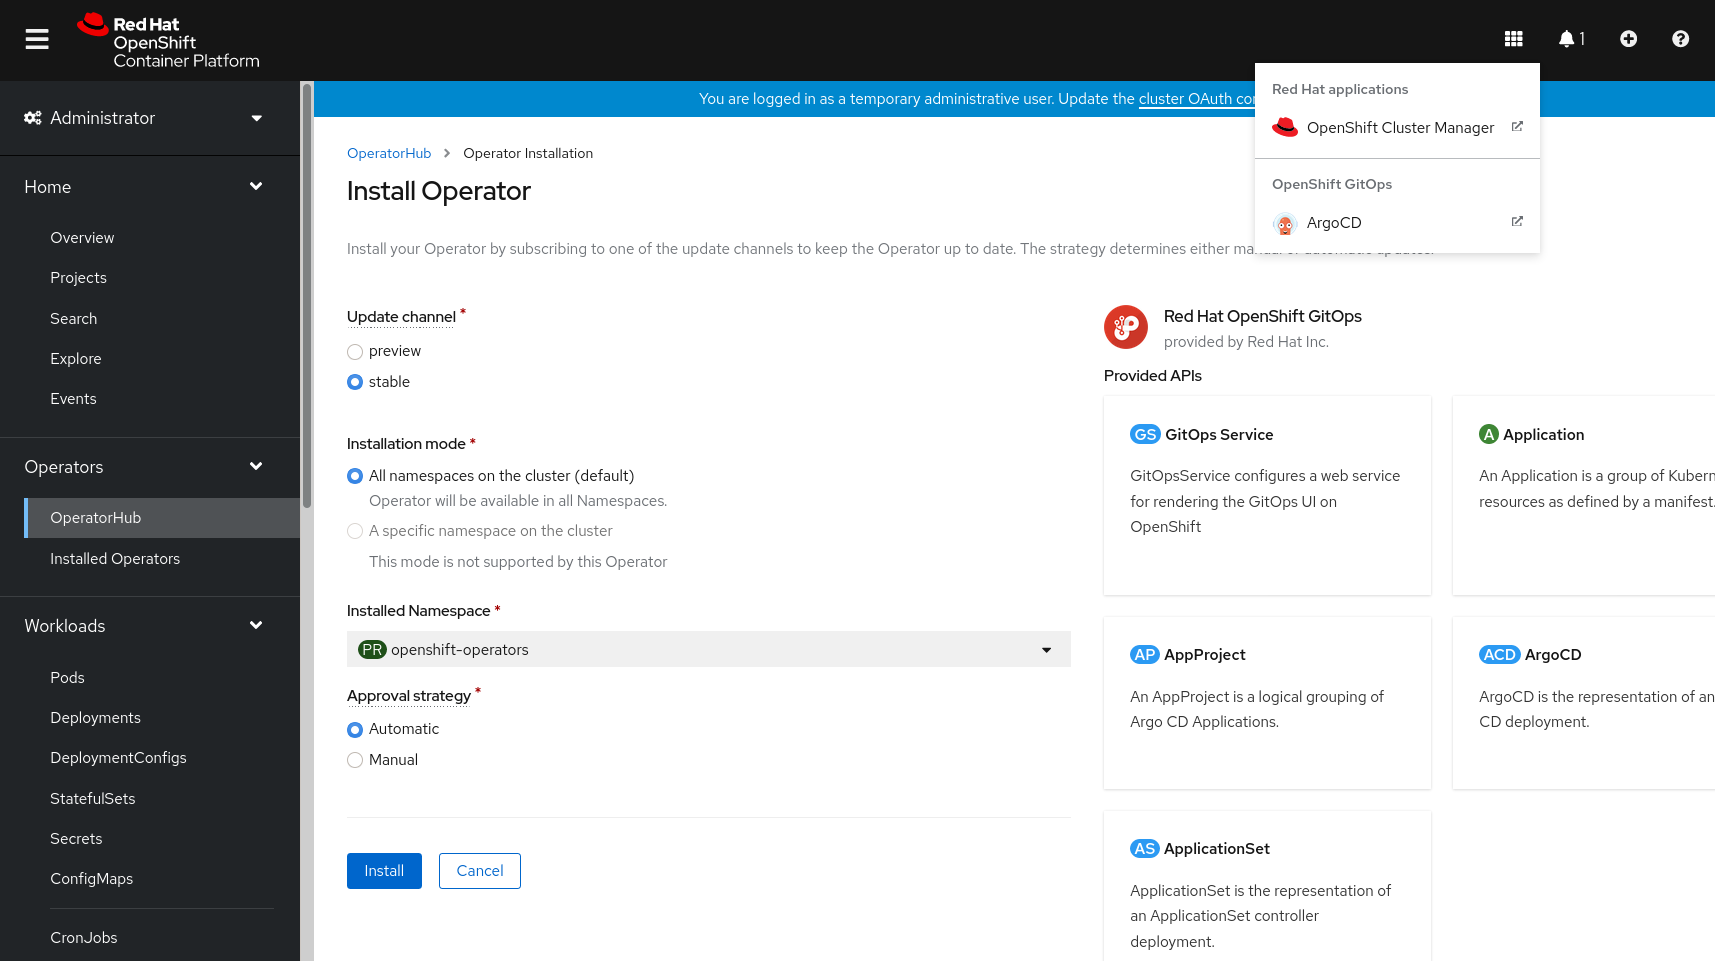 Red Hat
OpenShift
Container Platform
1
Administrator
Home
Overview
Projects
Search
Explore
Events
Operators
OperatorHub
Installed Operators
Workloads
Pods
Deployments
DeploymentConfigs
StatefulSets
Secrets
ConfigMaps
CronJobs
You are logged in as a temporary administrative user. Update the cluster OAuth
Red Hat applications
OpenShift Cluster Manager
OpenShift GitOps
ArgoCD
OperatorHub > Operator Installation
Install Operator
Install your Operator by subscribing to one of the update channels to keep the Operator up to date. The strategy determines either
Update channel *
preview
stable
Installation mode *
All namespaces on the cluster (default)
Operator will be available in all Namespaces.
A specific namespace on the cluster
This mode is not supported by this Operator
Installed Namespace *
PR openshift-operators
Approval strategy *
Automatic
Manual
Install
Cancel
Red Hat OpenShift GitOps
provided by Red Hat Inc.
Provided APIs
GS GitOps Service
GitOpsService configures a web service
for rendering the GitOps UI on
OpenShift
A Application
An Application is a group of
resources as defined by a manifest.
AP AppProject
An AppProject is a logical grouping of
Argo CD Applications.
ACD ArgoCD
ArgoCD is the representation of an
CD deployment.
AS ApplicationSet
ApplicationSet is the representation of
an ApplicationSet controller
deployment.